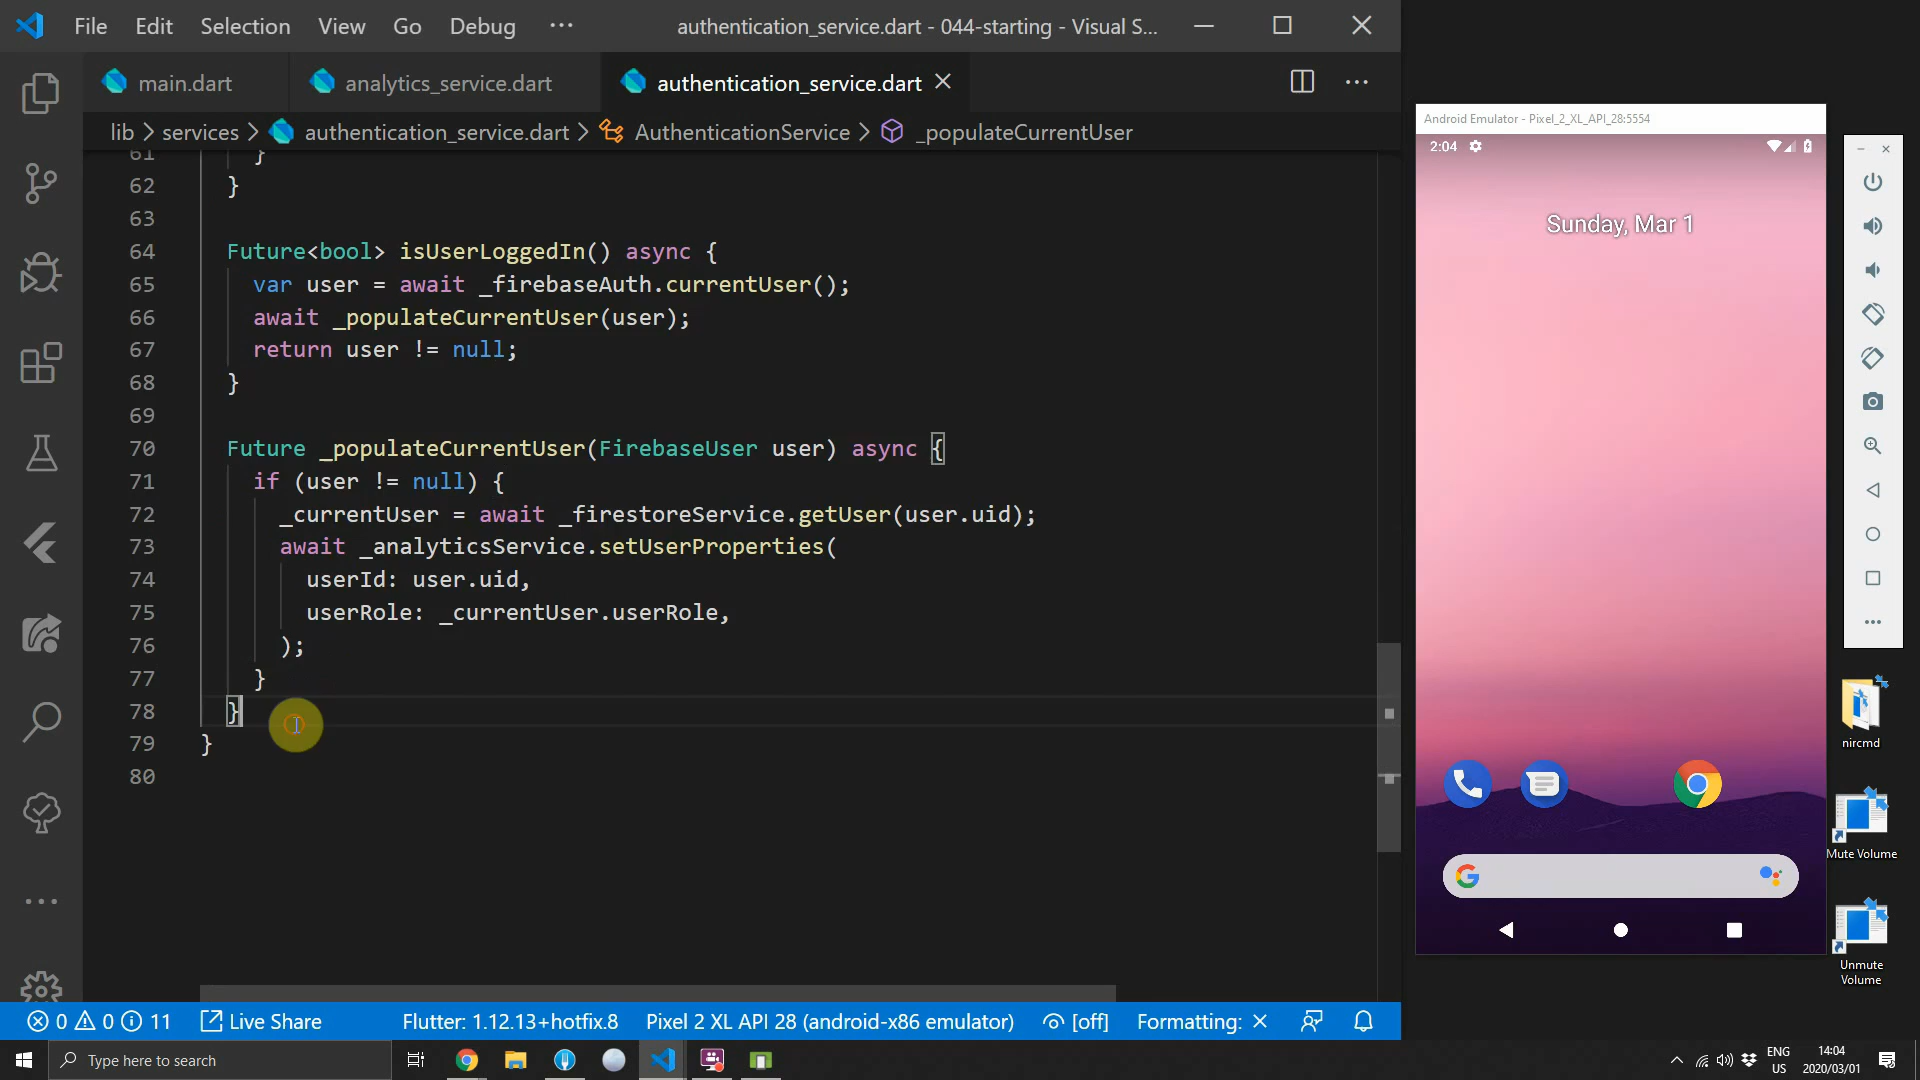 File Edit Selection View Go Debug ··· authentication_service.dart - 044-starting - Visual S...
main.dart analytics_service.dart authentication_service.dart
lib > services > authentication_service.dart > AuthenticationService > _populateCurrentUser
61 }
62 }
63
64 Future<bool> isUserLoggedIn() async {
65 var user = await _firebaseAuth.currentUser();
66 await _populateCurrentUser(user);
67 return user != null;
68 }
69
70 Future _populateCurrentUser(FirebaseUser user) async {
71 if (user != null) {
72 _currentUser = await _firestoreService.getUser(user.uid);
73 await _analyticsService.setUserProperties(
74 userId: user.uid,
75 userRole: _currentUser.userRole,
76 );
77 }
78 }
79 }
80
0 0 11 Live Share Flutter: 1.12.13+hotfix.8 Pixel 2 XL API 28 (android-x86 emulator) [off] Formatting: ×
Android Emulator - Pixel_2_XL_API_28:5554
2:04
Sunday, Mar 1
nircmd
Mute Volume
Unmute
Volume
Type here to search
ENG
US
14:04
2020/03/01